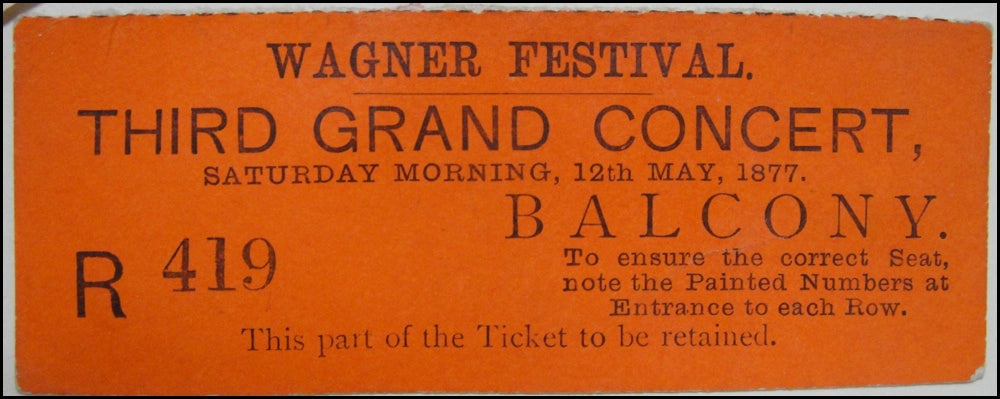 WAGNER FESTIVAL.
THIRD GRAND CONCERT,
SATURDAY MORNING, 12th MAY, 1877.
BALCONY.
R 419
To ensure the correct Seat,
note the Painted Numbers at
Entrance to each Row.
This part of the Ticket to be retained.